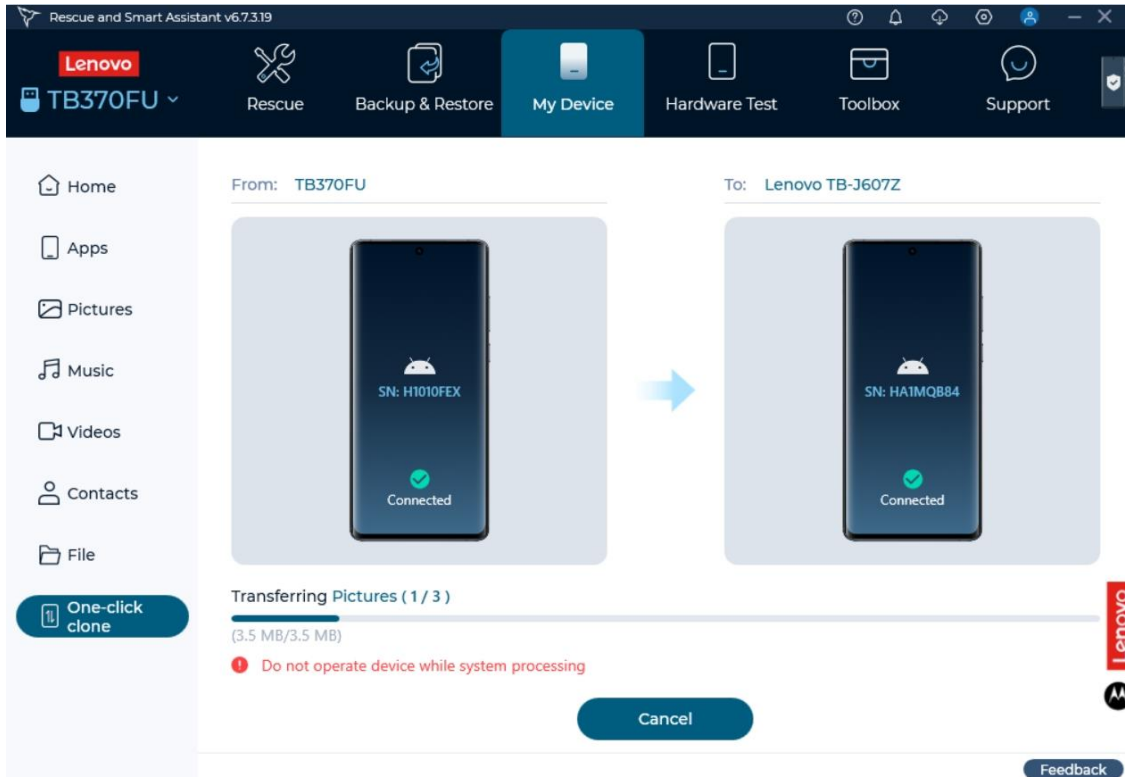 Rescue and Smart Assistant v6.7.3.19
Lenovo
TB370FU
Rescue
Backup & Restore
My Device
Hardware Test
Toolbox
Support
Home
Apps
Pictures
Music
Videos
Contacts
File
One-click
clone
From: TB370FU
To: Lenovo TB-J607Z
SN: H1010FEX
Connected
SN: HA1MQB84
Connected
Transferring Pictures ( 1 / 3 )
(3.5 MB/3.5 MB)
Do not operate device while system processing
Cancel
Lenovo
Feedback